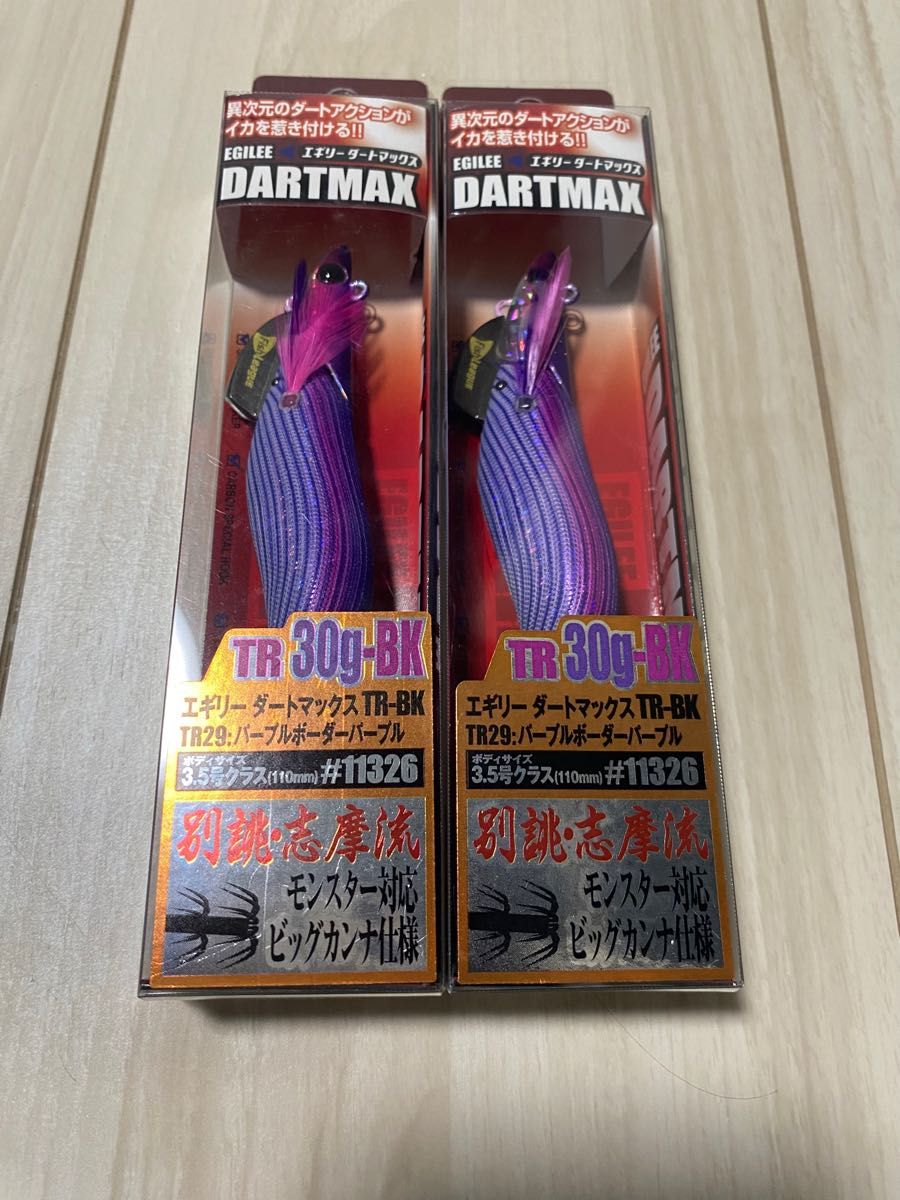 異次元のダートアクションが
イカを惹き付ける!!
EGILEE エギリーダートマックス
DARTMAX
FishLeague
CARBON SPECIAL HOOK
EGILEE
TR 30g-BK
エギリー ダートマックス TR-BK
TR29:パープルボーダーパープル
ボディサイズ
3.5号クラス(110mm) #11326
別誂・志摩流
モンスター対応
ビッグカンナ仕様
異次元のダートアクションが
イカを惹き付ける!!
EGILEE エギリーダートマックス
DARTMAX
EGILEE
TR 30g-BK
エギリー ダートマックス TR-BK
TR29:パープルボーダーパープル
ボディサイズ
3.5号クラス(110mm) #11326
別誂・志摩流
モンスター対応
ビッグカンナ仕様